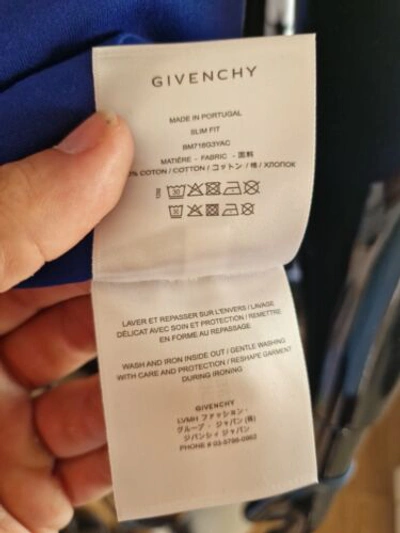 GIVENCHY
MADE IN PORTUGAL
SLIM FIT
BM716G3YAC
MATIÈRE - FABRIC - 面料
% COTON / COTTON / コットン / 棉 / ХЛОПОК
30
30
LAVER ET REPASSER SUR L'ENVERS / LAVAGE
DÉLICAT AVEC SOIN ET PROTECTION / REMETTRE
EN FORME AU REPASSAGE
WASH AND IRON INSIDE OUT / GENTLE WASHING
WITH CARE AND PROTECTION / RESHAPE GARMENT
DURING IRONING
GIVENCHY
LVMH ファッション・
グループ・ジャパン (株)
ジバンシィ ジャパン
PHONE # 03-5786-0962